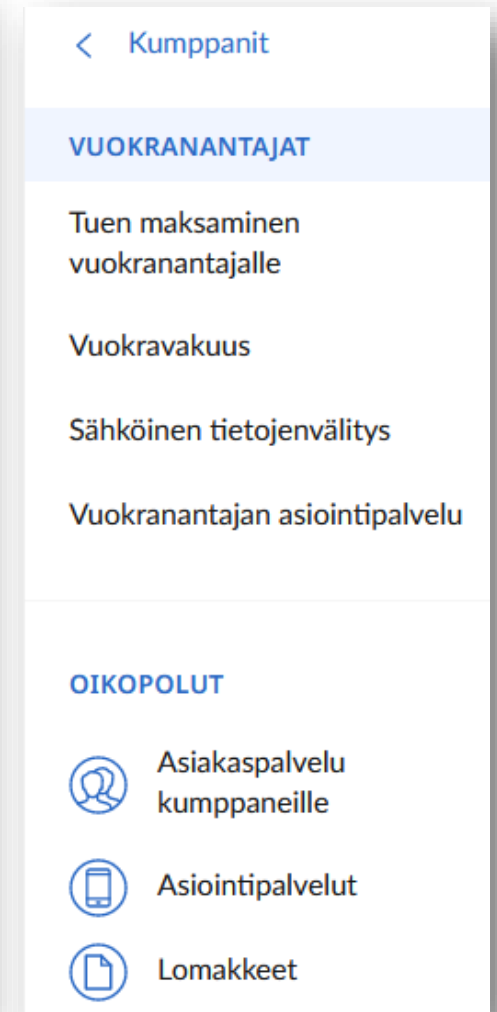 Kumppanit
VUOKRANANTAJAT
Tuen maksaminen
vuokranantajalle
Vuokravakuus
Sähköinen tietojenvälitys
Vuokranantajan asiointipalvelu
OIKOPOLUT
Asiakaspalvelu
kumppaneille
Asiointipalvelut
Lomakkeet